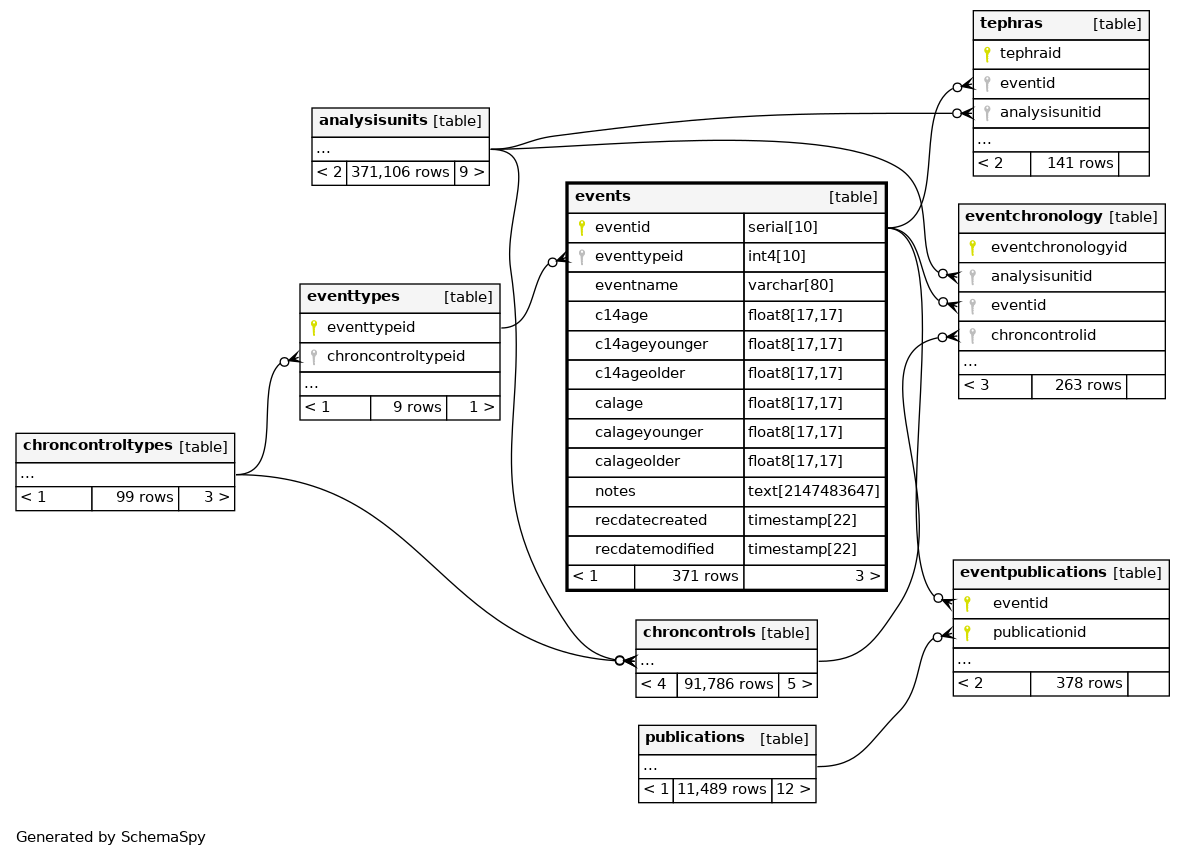 tephras [table]
tephraid
eventid
analysisunitid
...
< 2 141 rows
analysisunits [table]
...
< 2 371,106 rows 9 >
events [table]
eventid serial[10]
eventtypeid int4[10]
eventname varchar[80]
c14age float8[17,17]
c14ageyounger float8[17,17]
c14ageolder float8[17,17]
calage float8[17,17]
calageyounger float8[17,17]
calageolder float8[17,17]
notes text[2147483647]
recdatecreated timestamp[22]
recdatemodified timestamp[22]
< 1 371 rows 3 >
eventchronology [table]
eventchronologyid
analysisunitid
eventid
chroncontrolid
...
< 3 263 rows
eventtypes [table]
eventtypeid
chroncontroltypeid
...
< 1 9 rows 1 >
chroncontroltypes [table]
...
< 1 99 rows 3 >
eventpublications [table]
eventid
publicationid
...
< 2 378 rows
chroncontrols [table]
...
< 4 91,786 rows 5 >
publications [table]
...
< 1 11,489 rows 12 >
Generated by SchemaSpy